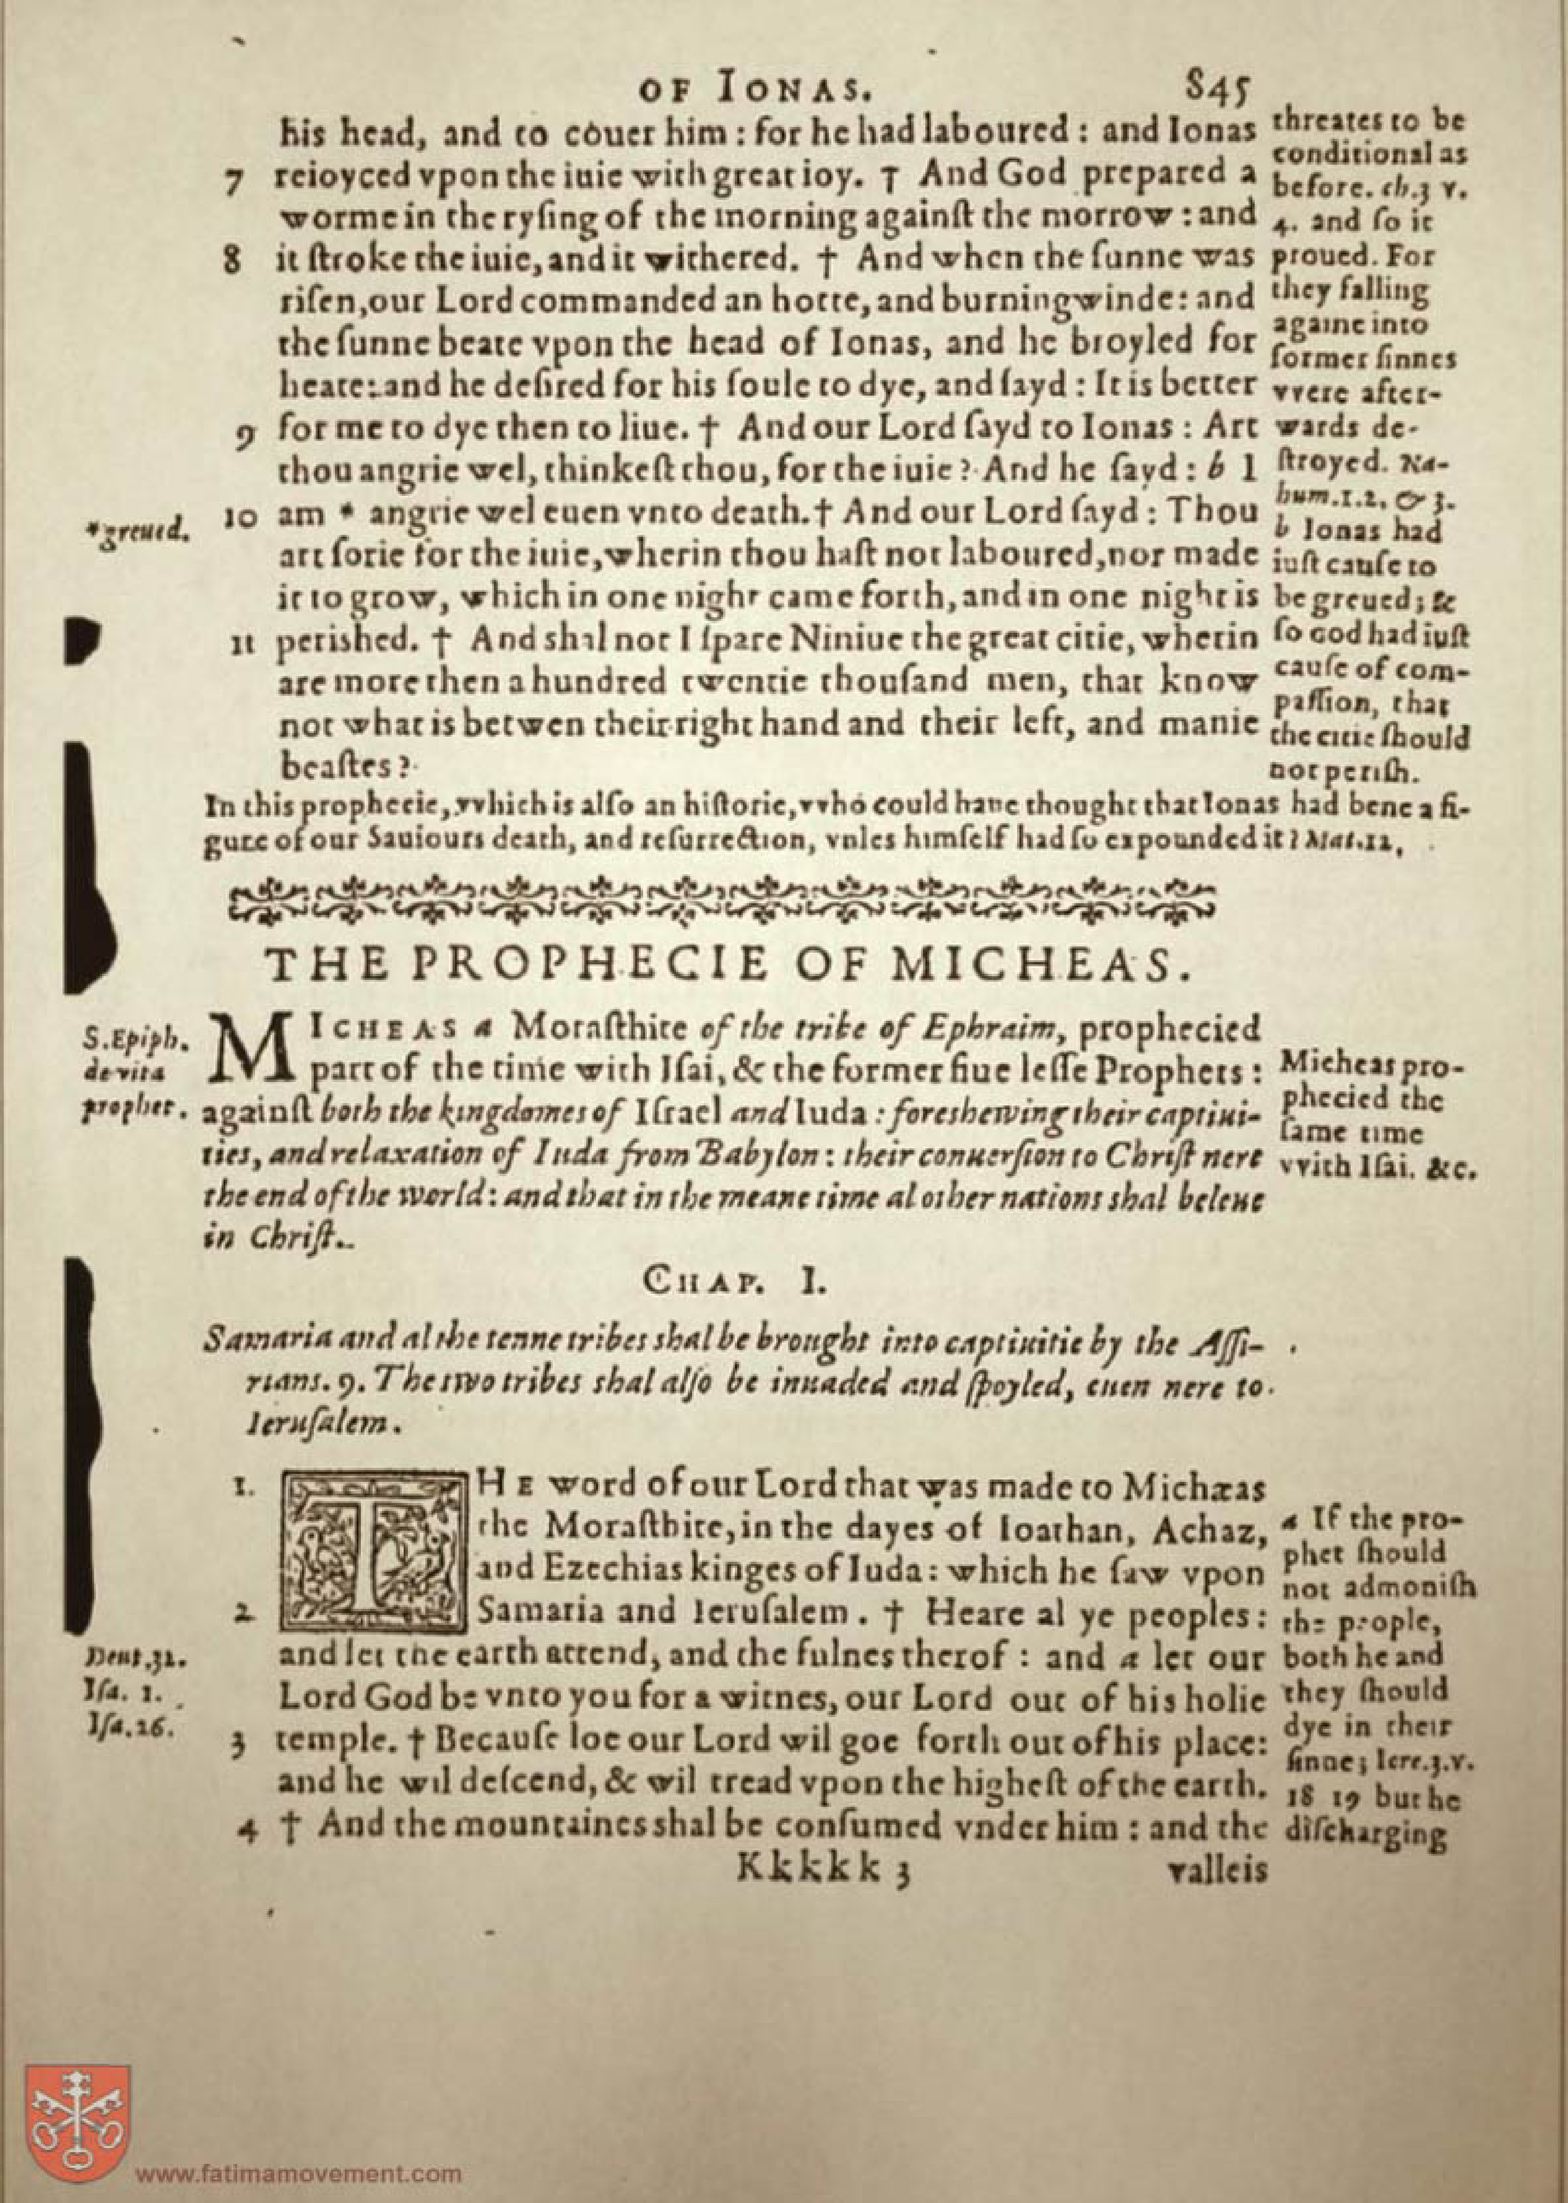 OF IONAS. 845
his head, and to couer him : for he had laboured : and Ionas
7 reioyced vpon the iuie with great ioy. † And God prepared a
worme in the ryſing of the morning againſt the morrow : and
8 it ſtroke the iuie, and it withered. † And when the ſunne was
riſen, our Lord commanded an hotte, and burning winde: and
the ſunne beate vpon the head of Ionas, and he broyled for
heate: and he deſired for his ſoule to dye, and ſayd : It is better
9 for me to dye then to liue. † And our Lord ſayd to Ionas : Art
thou angrie wel, thinkeſt thou, for the iuie ? And he ſayd : b I
10 am * angrie wel euen vnto death. † And our Lord ſayd : Thou
art ſorie for the iuie, wherin thou haſt not laboured, nor made
it to grow, which in one night came forth, and in one night is
11 perished. † And shal not I ſpare Niniue the great citie, wherin
are more then a hundred twentie thouſand men, that know
not what is betwen their right hand and their left, and manie
beaſtes ?
*greued.
threates to be
conditional as
before. ch.3 v.
4. and ſo it
proued. For
they falling
againe into
former ſinnes
vvere after-
wards de-
ſtroyed. Na-
hum.1.2, & 3.
b Ionas had
iuſt cauſe to
be greued; &
ſo God had iuſt
cauſe of com-
paſſion, that
the citie ſhould
not periſh.
In this prophecie, vvhich is alſo an hiſtorie, vvho could haue thought that Ionas had bene a fi-
gure of our Sauiours death, and reſurrection, vnles himſelf had ſo expounded it ? Mat.12,
THE PROPHECIE OF MICHEAS.
MICHEAS a Moraſthite of the tribe of Ephraim, prophecied
part of the time with Iſai, & the former fiue leſſe Prophets :
againſt both the kingdomes of Iſrael and Iuda : foreshewing their captiui-
ties, and relaxation of Iuda from Babylon : their conuerſion to Chriſt nere
the end of the world : and that in the meane time al other nations shal beleue
in Chriſt.
S. Epiph.
de vita
prophet.
Micheas pro-
phecied the
ſame time
vvith Iſai. &c.
CHAP. I.
Samaria and al the tenne tribes shal be brought into captiuitie by the Aſſi-
rians. 9. The two tribes shal alſo be inuaded and ſpoyled, euen nere to
Ieruſalem.
1. THE word of our Lord that was made to Michæas
the Moraſthite, in the dayes of Ioathan, Achaz,
and Ezechias kinges of Iuda: which he ſaw vpon
2 Samaria and Ieruſalem . † Heare al ye peoples :
and let the earth attend, and the fulnes therof : and a let our
Lord God be vnto you for a witnes, our Lord out of his holie
3 temple. † Becauſe loe our Lord wil goe forth out of his place:
and he wil deſcend, & wil tread vpon the higheſt of the earth.
4 † And the mountaines shal be conſumed vnder him : and the
Deut.32.
Iſa. 1.
Iſa.26.
a If the pro-
phet ſhould
not admoniſh
the people,
both he and
they ſhould
dye in their
ſinne; Iere.3.v.
18 19 but he
diſcharging
Kkkkk 3 valleis
www.fatimamovement.com